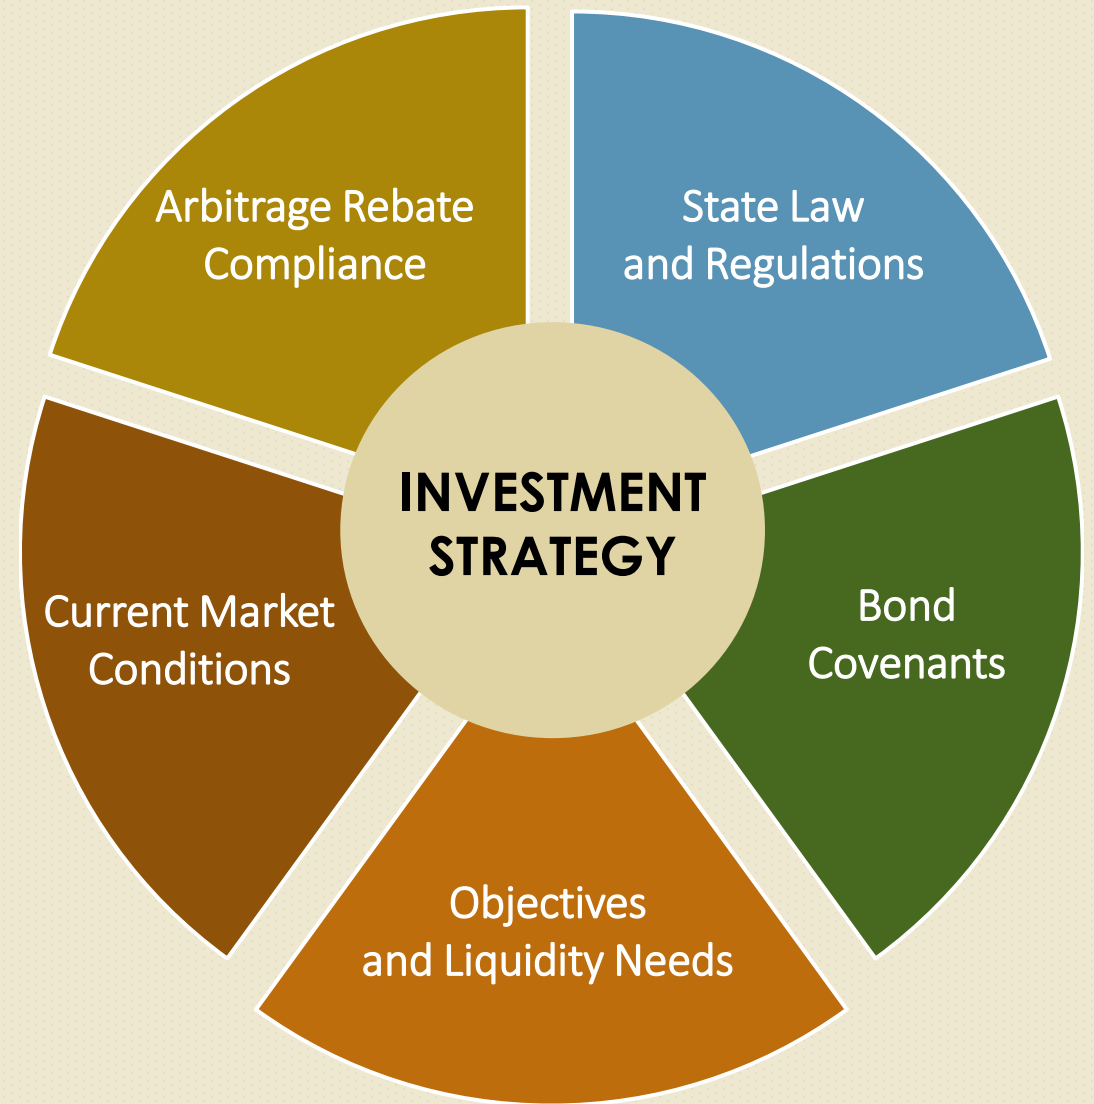 Arbitrage Rebate
Compliance
State Law
and Regulations
INVESTMENT
STRATEGY
Current Market
Conditions
Bond
Covenants
Objectives
and Liquidity Needs